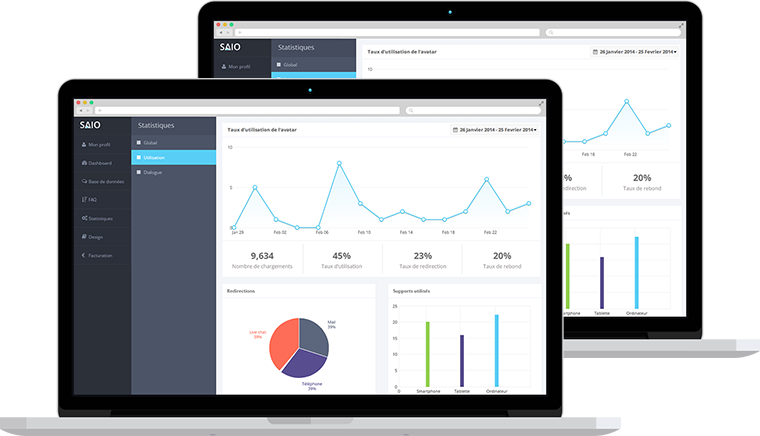 SAIO
Statistiques
Mon profil
Global
Taux d'utilisation de l'avatar
26 Janvier 2014 - 25 Fevrier 2014
10
Feb 18
Feb 22
%
20%
direction
Taux de rebond
Tablette
Ordinateur
SAIO
Statistiques
Mon profil
Dashboard
Base de données
FAQ
Statistiques
Design
Facturation
Global
Utilisation
Dialogue
Taux d'utilisation de l'avatar
26 Janvier 2014 - 25 Fevrier 2014
10
5
0
Jan 29
Feb 02
Feb 06
Feb 10
Feb 14
Feb 18
Feb 22
9,634
Nombre de chargements
45%
Taux d'utilisation
23%
Taux de redirection
20%
Taux de rebond
Redirections
Live chat
39%
Mail
39%
Téléphone
39%
Supports utilisés
25
20
15
10
5
0
Smartphone
Tablette
Ordinateur